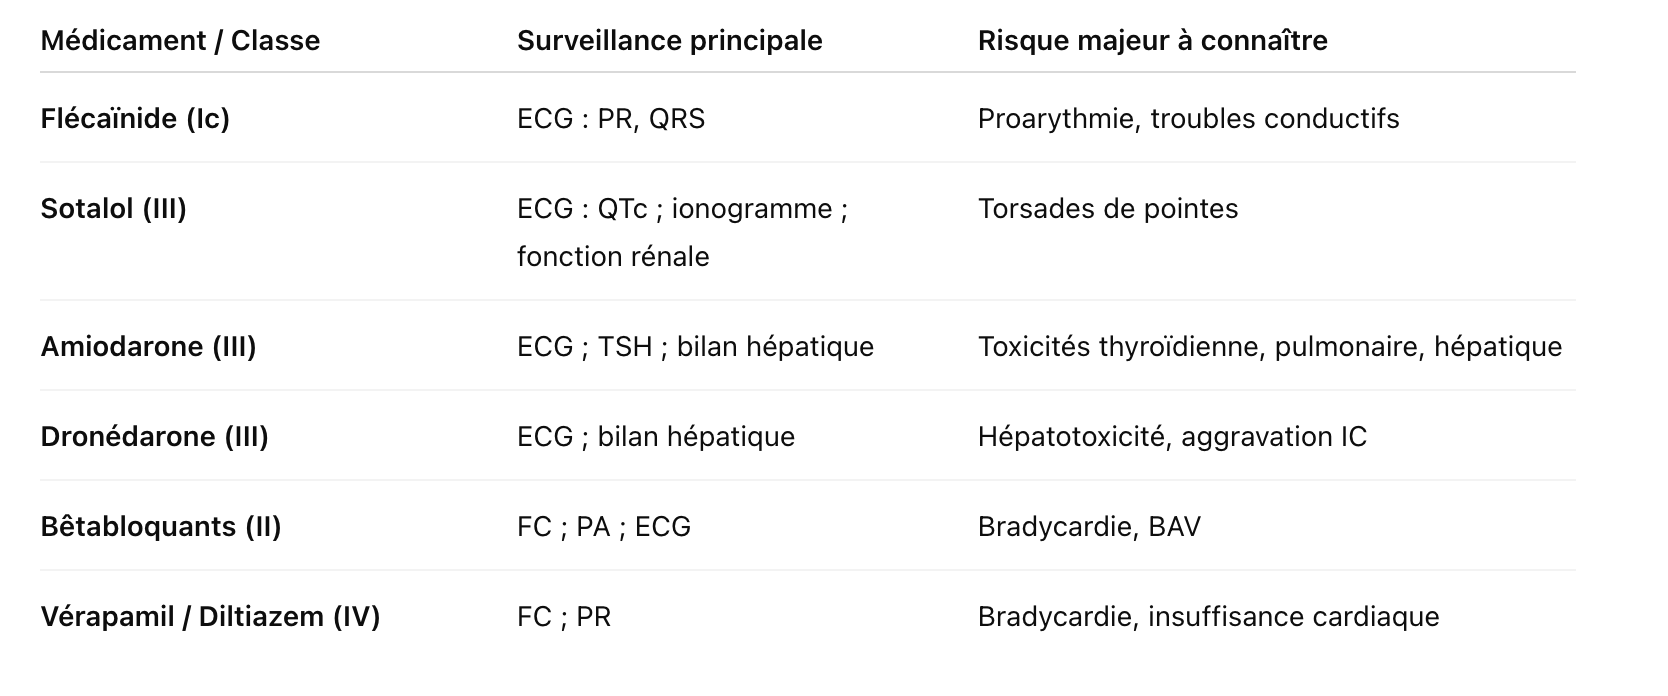 Médicament / Classe Surveillance principale Risque majeur à connaître
Flécaïnide (Ic) ECG : PR, QRS Proarythmie, troubles conductifs
Sotalol (III) ECG : QTc ; ionogramme ; Torsades de pointes
fonction rénale
Amiodarone (III) ECG ; TSH ; bilan hépatique Toxicités thyroïdienne, pulmonaire, hépatique
Dronédarone (III) ECG ; bilan hépatique Hépatotoxicité, aggravation IC
Bêtabloquants (II) FC ; PA ; ECG Bradycardie, BAV
Vérapamil / Diltiazem (IV) FC ; PR Bradycardie, insuffisance cardiaque